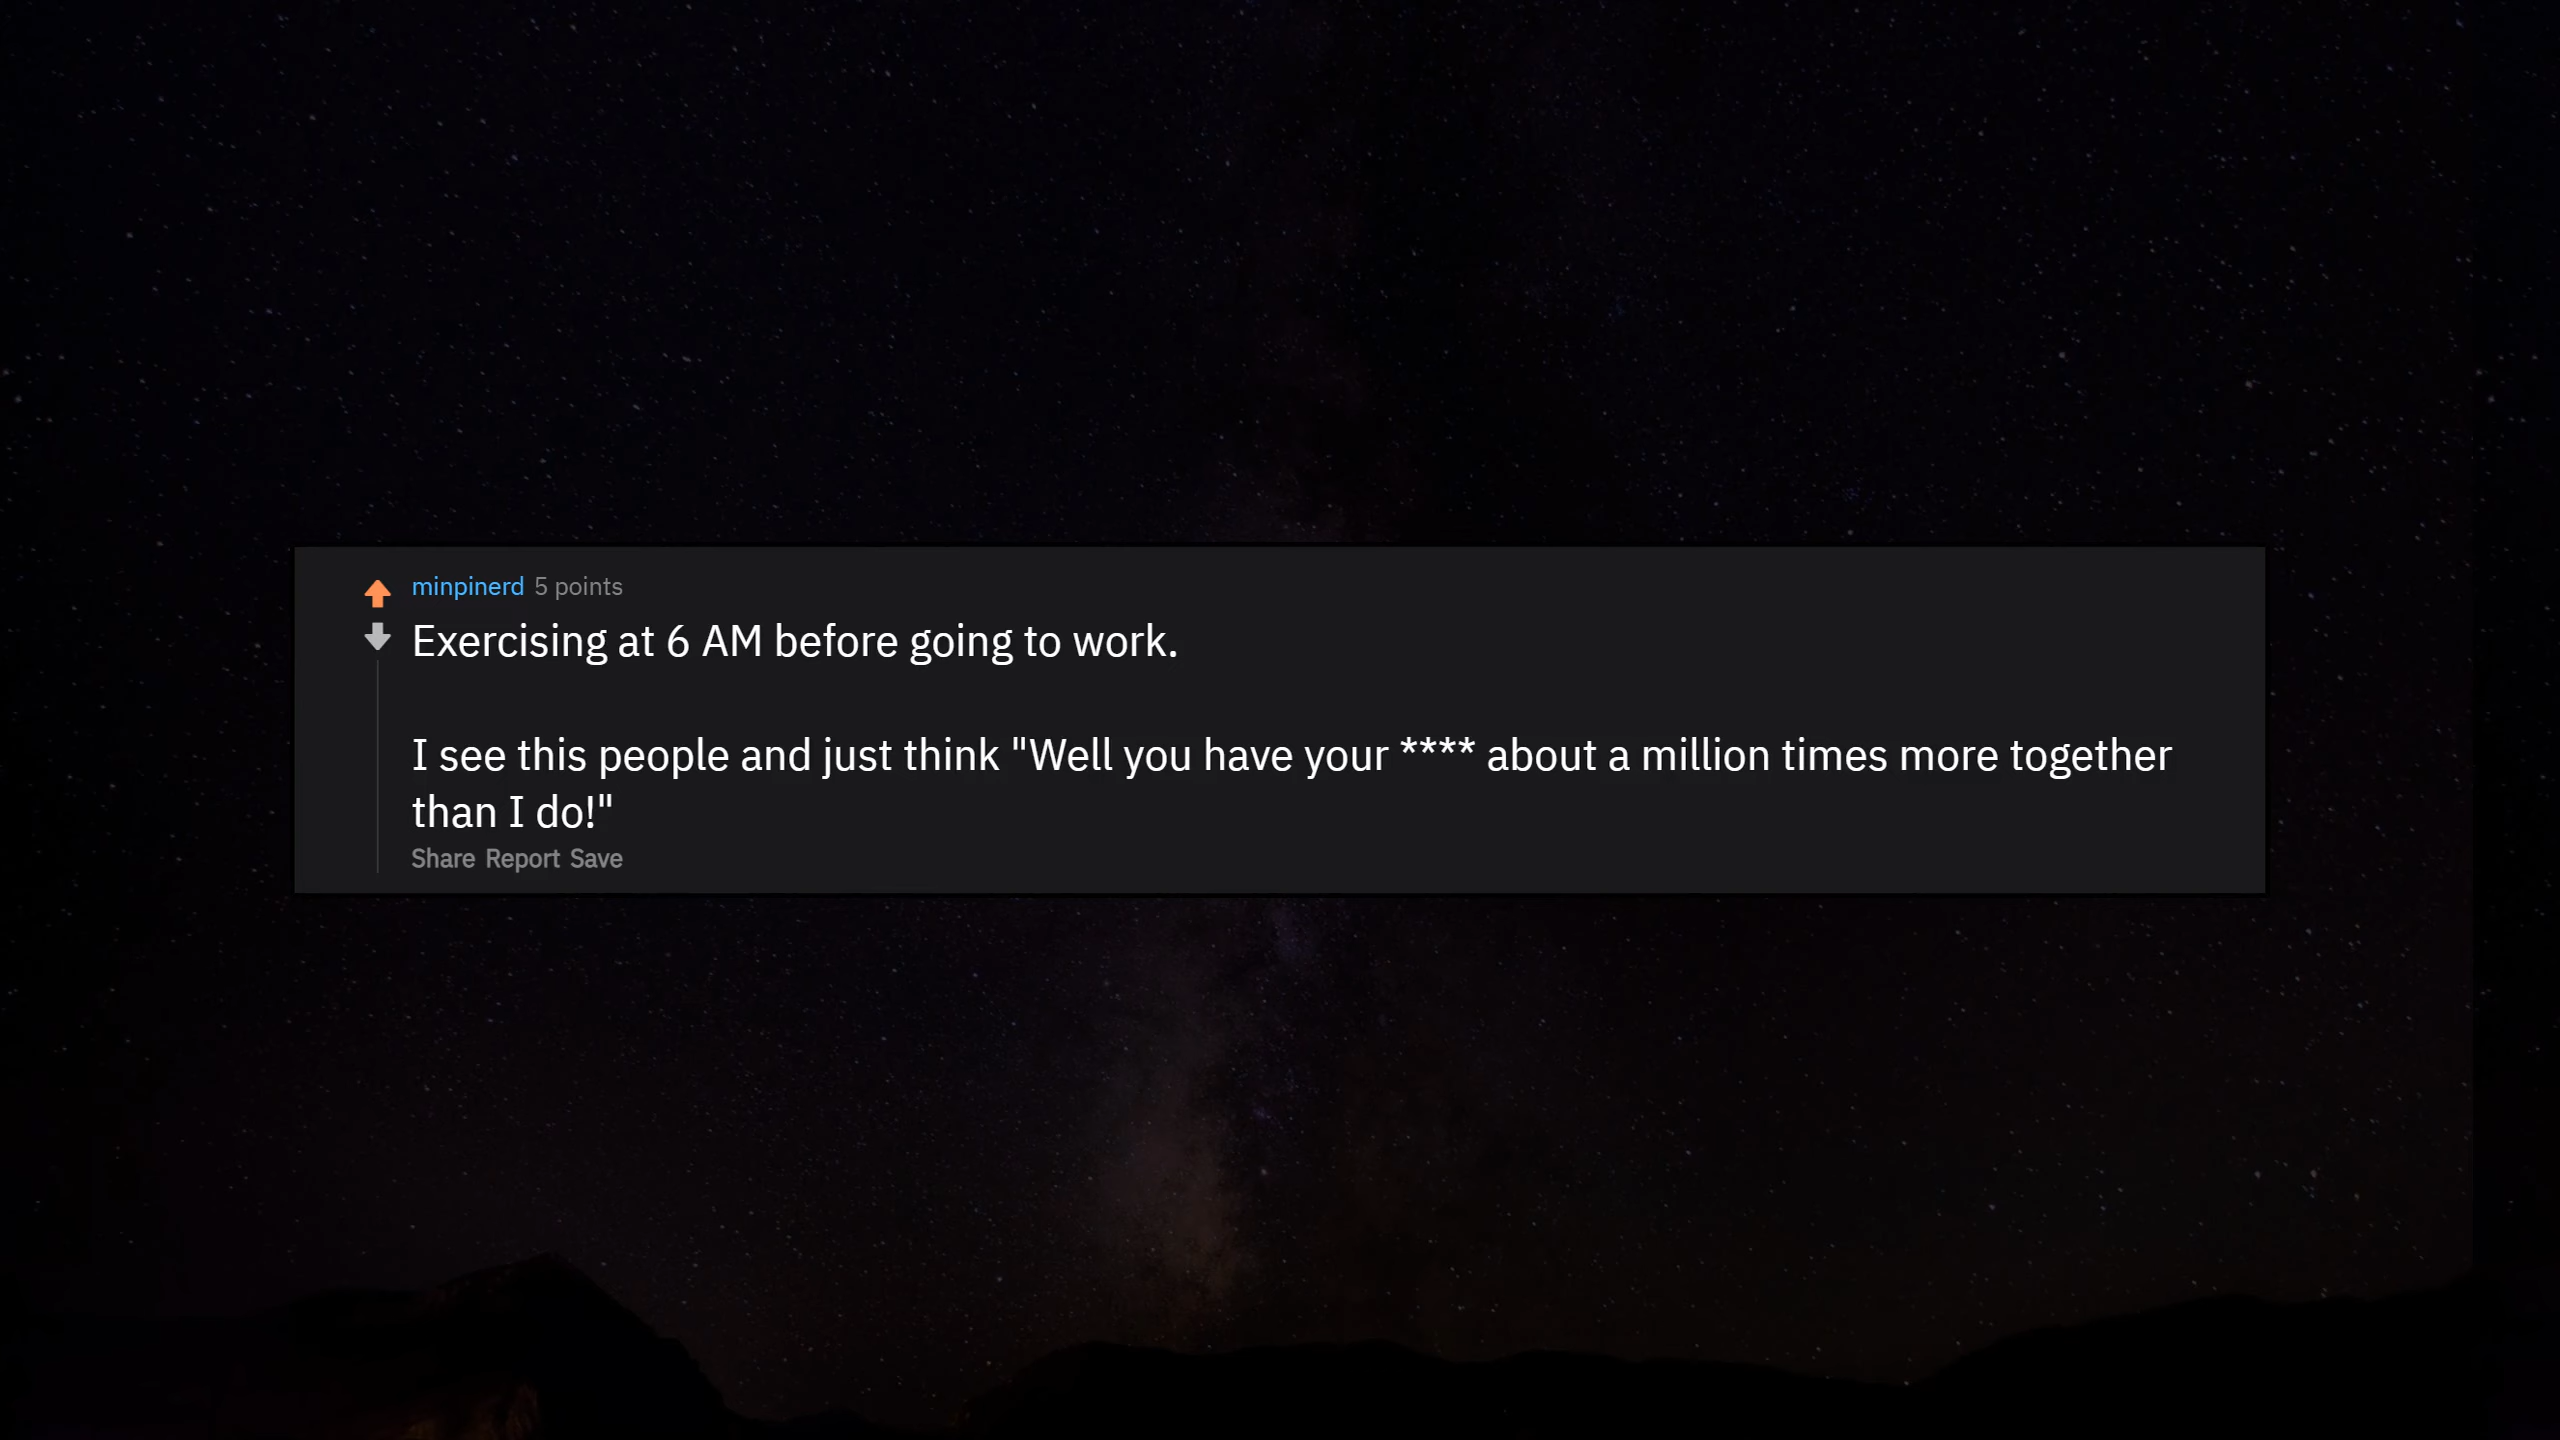 minpinerd 5 points
Exercising at 6 AM before going to work.
I see this people and just think "Well you have your **** about a million times more together
than I do!"
Share Report Save